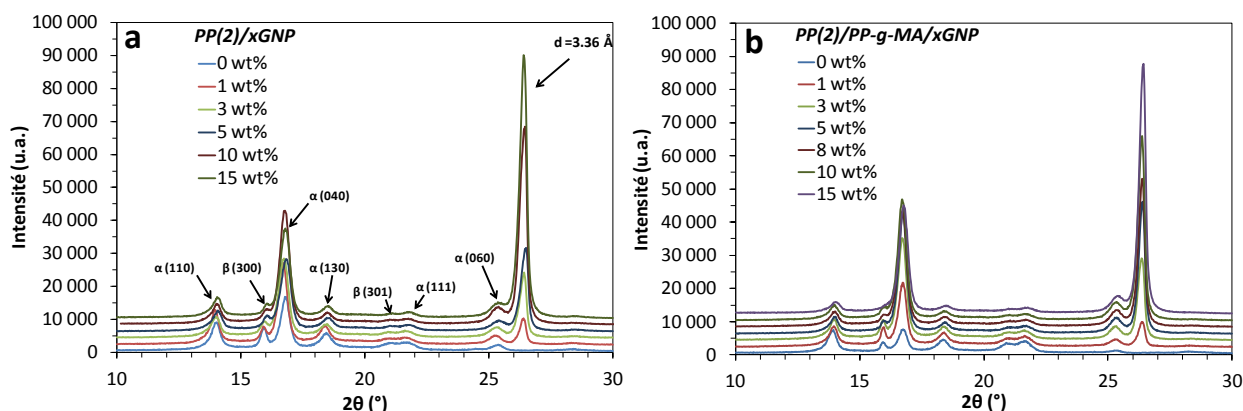 a
PP(2)/xGNP
0 wt%
1 wt%
3 wt%
5 wt%
10 wt%
15 wt%
d =3.36 Å
α (040)
α (110)
β (300)
α (130)
β (301)
α (111)
α (060)
100 000
90 000
80 000
70 000
60 000
50 000
40 000
30 000
20 000
10 000
0
Intensité (u.a.)
10 15 20 25 30
2θ (°)
b
PP(2)/PP-g-MA/xGNP
0 wt%
1 wt%
3 wt%
5 wt%
8 wt%
10 wt%
15 wt%
100 000
90 000
80 000
70 000
60 000
50 000
40 000
30 000
20 000
10 000
0
Intensité (u.a.)
10 15 20 25 30
2θ (°)